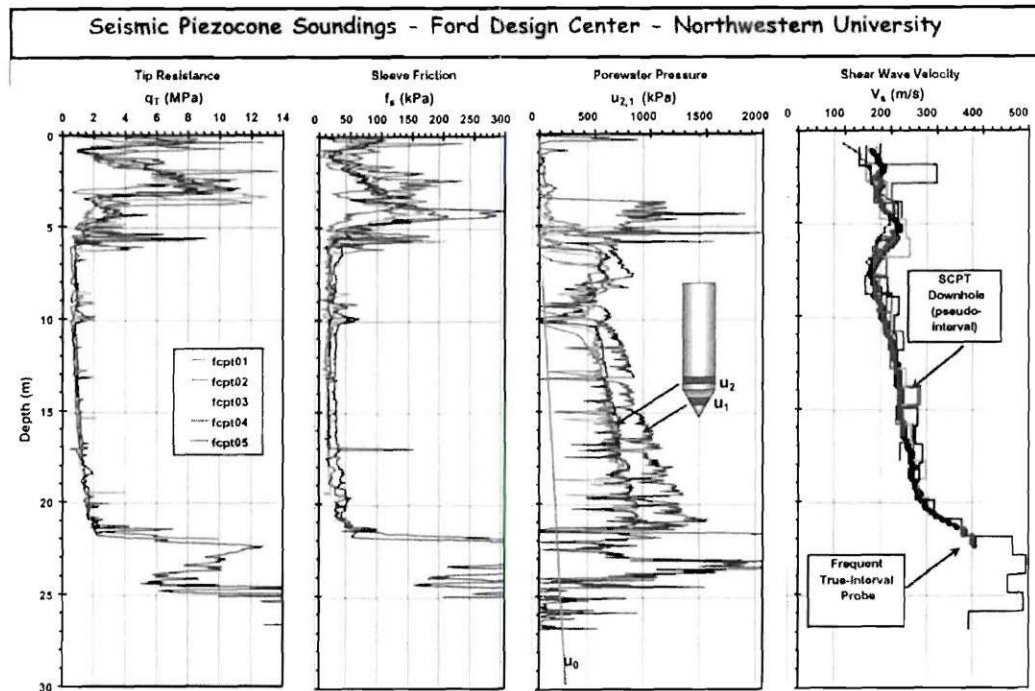 Seismic Piezocone Soundings - Ford Design Center - Northwestern University
Tip Resistance
qT (MPa)
0 2 4 6 8 10 12 14
Sleeve Friction
fs (kPa)
0 50 100 150 200 250 300
Porewater Pressure
u2,1 (kPa)
0 500 1000 1500 2000
Shear Wave Velocity
Vs (m/s)
0 100 200 300 400 500
Depth (m)
0
5
10
15
20
25
30
fcpt01
fcpt02
fcpt03
fcpt04
fcpt05
u2
u1
u0
SCPT
Downhole
(pseudo-
interval)
Frequent
True-interval
Probe